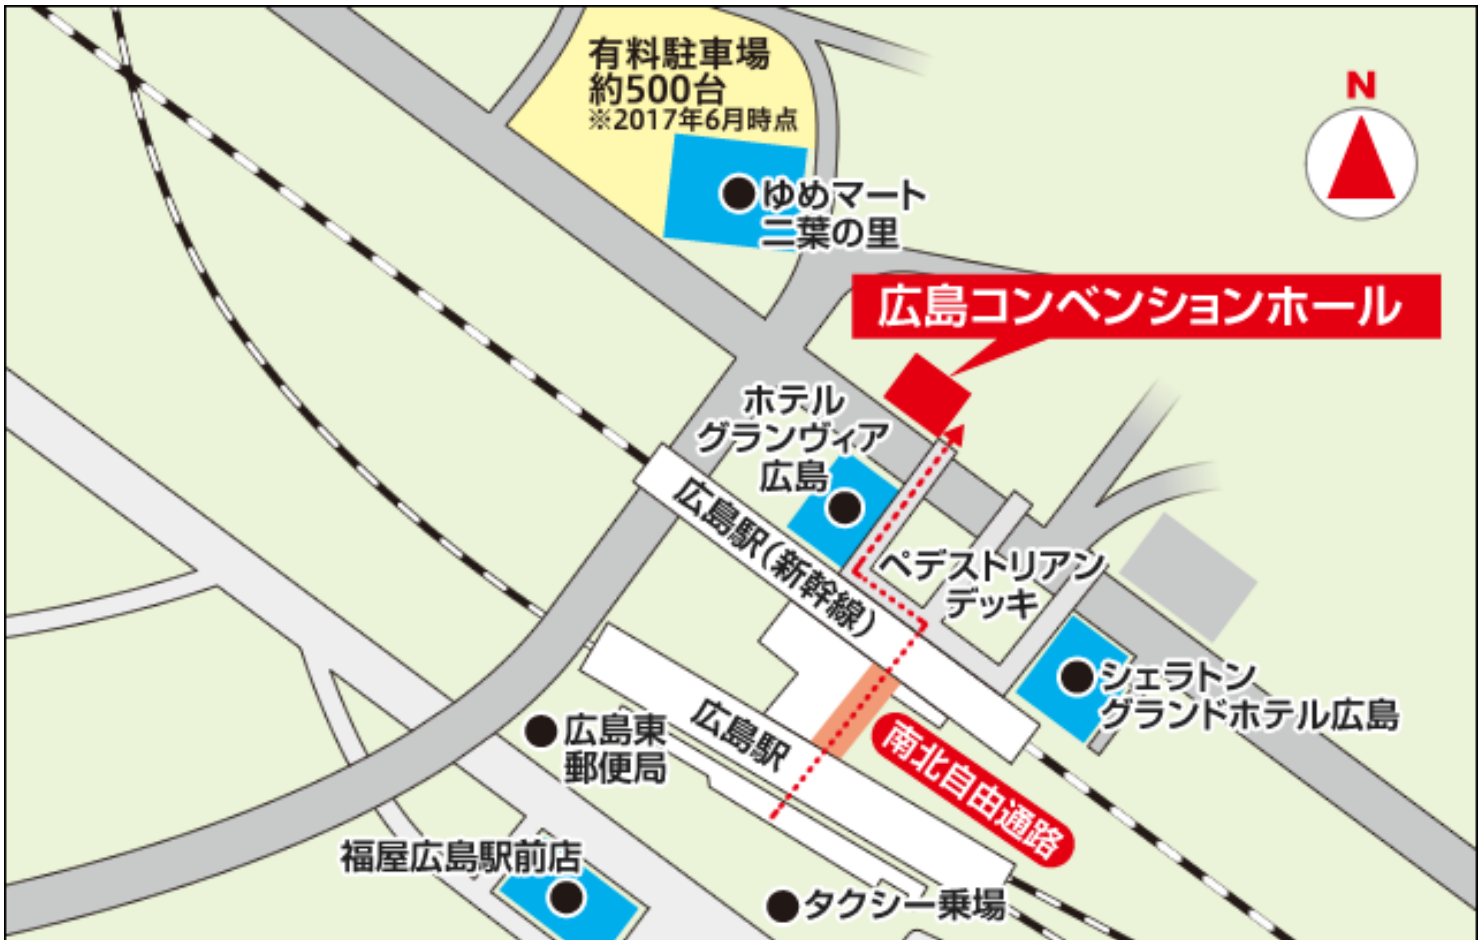 有料駐車場
約500台
※2017年6月時点
N
ゆめマート
二葉の里
広島コンベンションホール
ホテル
グランヴィア
広島
広島駅(新幹線)
ペデストリアン
デッキ
シェラトン
グランドホテル広島
広島駅
南北自由通路
広島東
郵便局
福屋広島駅前店
タクシー乗場